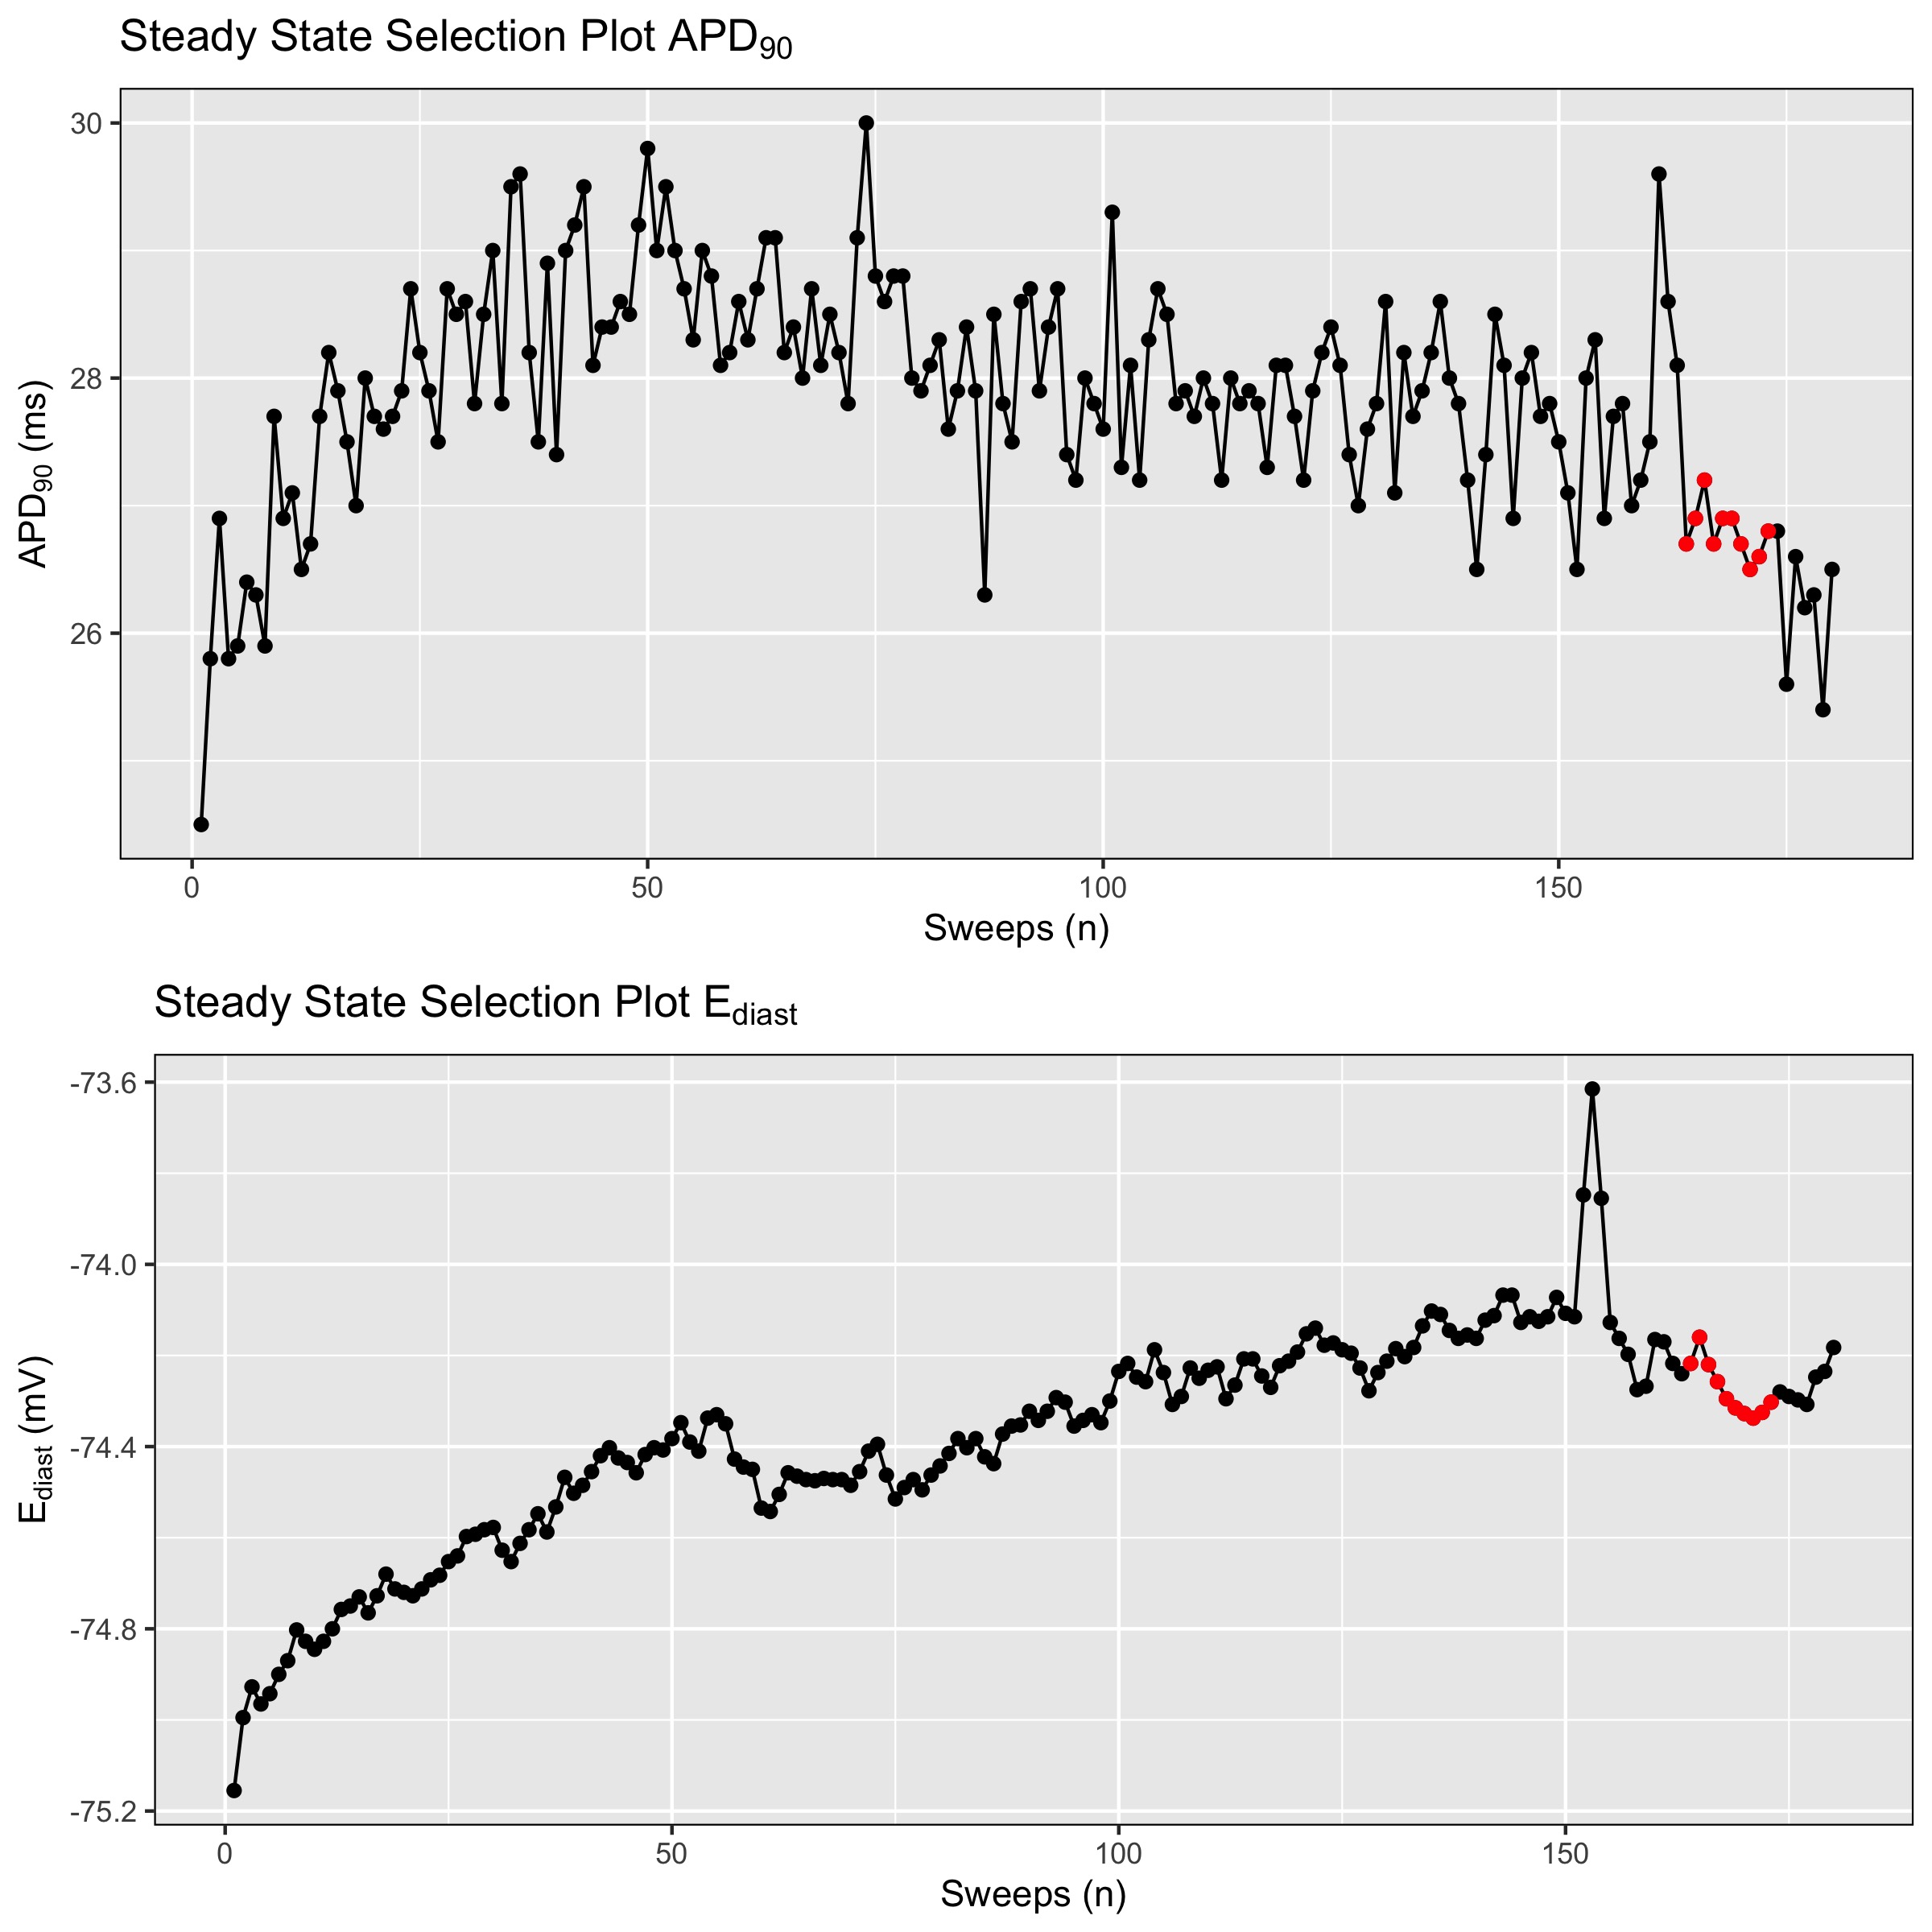 Steady State Selection Plot APD90
30
28
26
APD90 (ms)
0 50 100 150
Sweeps (n)
Steady State Selection Plot Ediast
-73.6
-74.0
-74.4
-74.8
-75.2
Ediast (mV)
0 50 100 150
Sweeps (n)